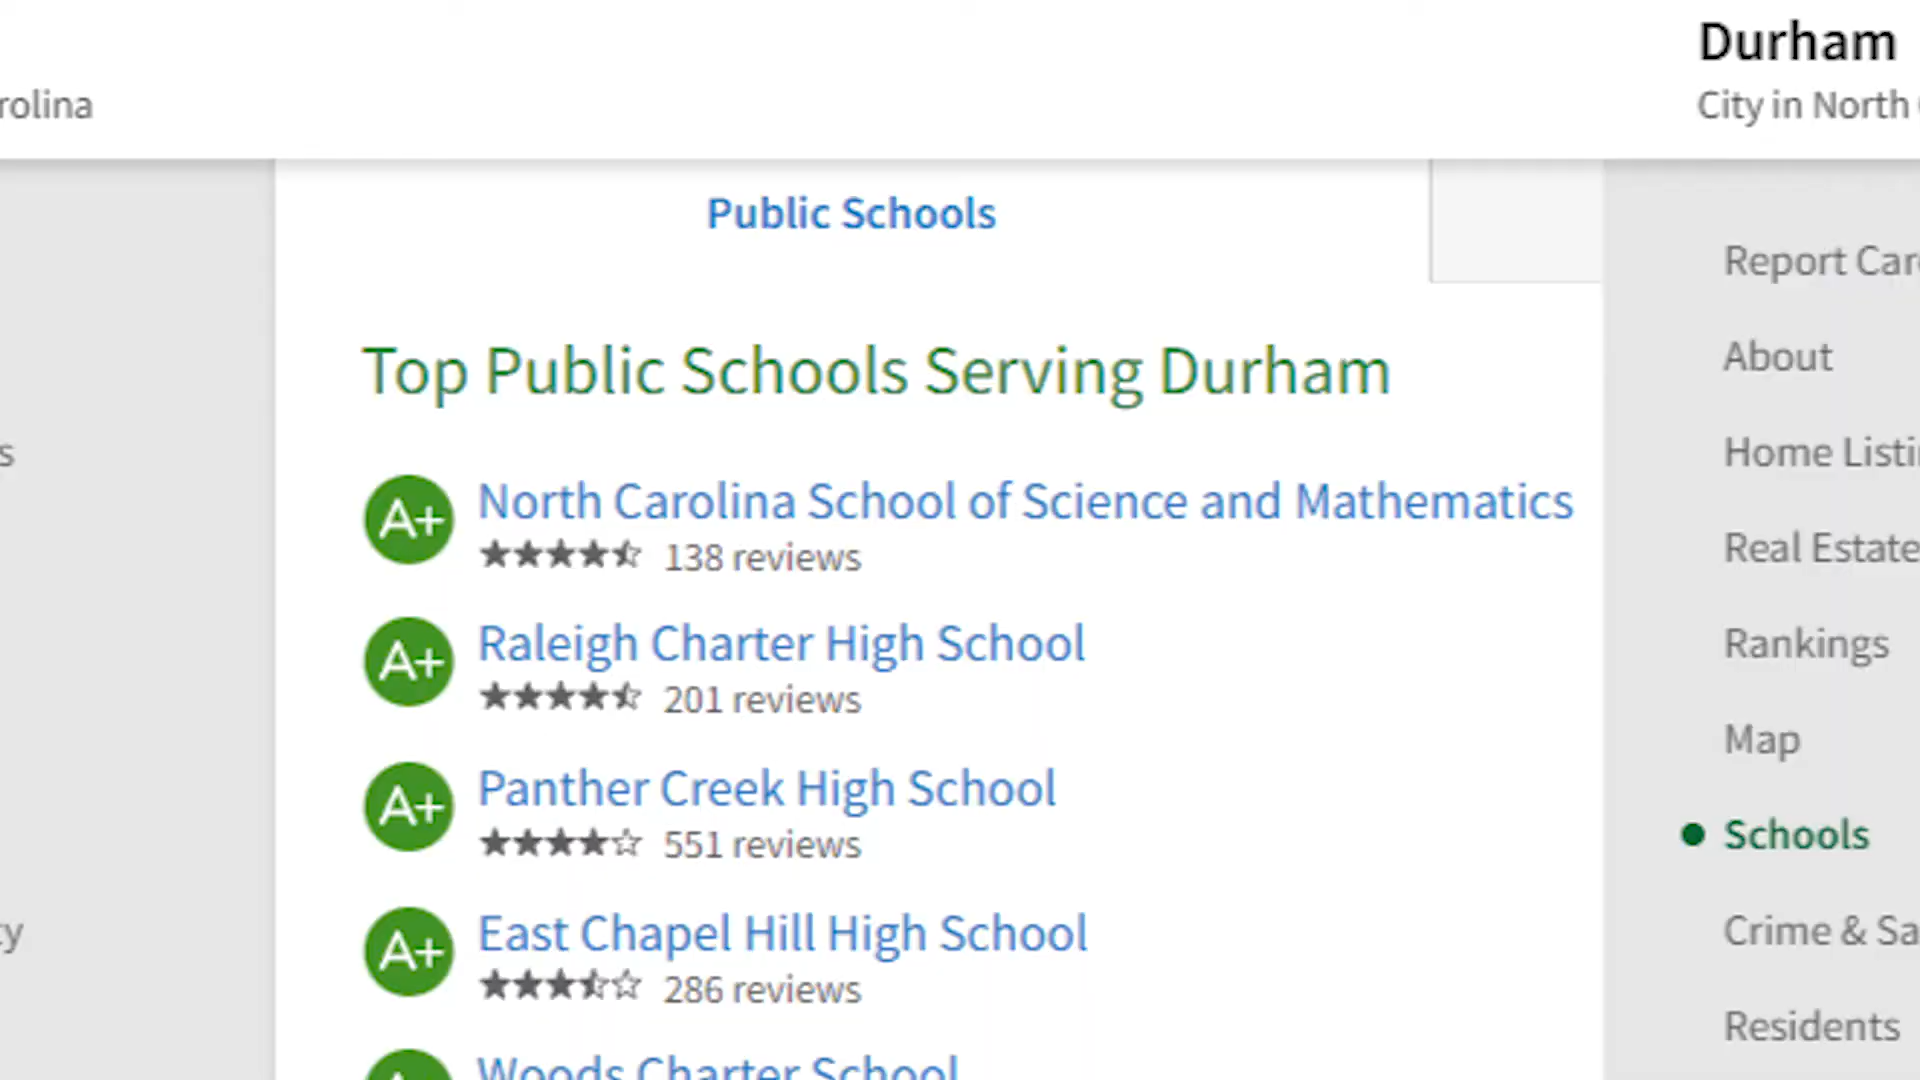 Durham
rolina
City in North
Public Schools
Top Public Schools Serving Durham
A+ North Carolina School of Science and Mathematics
138 reviews
A+ Raleigh Charter High School
201 reviews
A+ Panther Creek High School
551 reviews
A+ East Chapel Hill High School
286 reviews
Woods Charter School
s
ty
Report Car
About
Home Listi
Real Estate
Rankings
Map
Schools
Crime & Sa
Residents